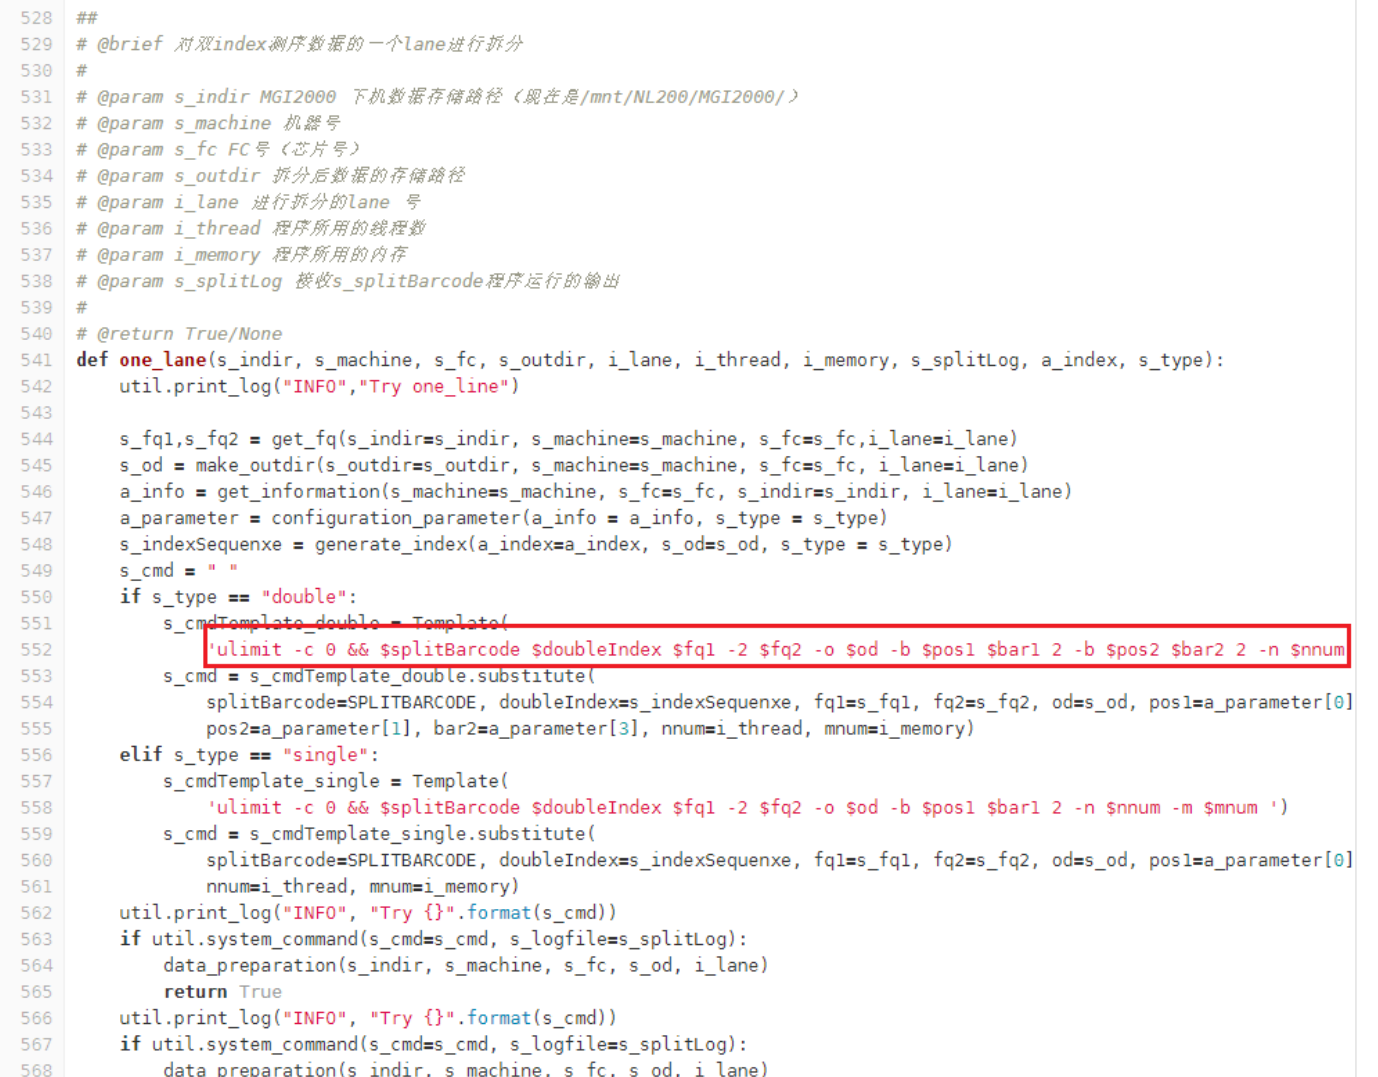 528 ##
529 # @brief 对双index测序数据的一个lane进行拆分
530 #
531 # @param s_indir MGI2000 下机数据存储路径（现在是/mnt/NL200/MGI2000/）
532 # @param s_machine 机器号
533 # @param s_fc FC号（芯片号）
534 # @param s_outdir 拆分后数据的存储路径
535 # @param i_lane 进行拆分的lane 号
536 # @param i_thread 程序所用的线程数
537 # @param i_memory 程序所用的内存
538 # @param s_splitLog 接收s_splitBarcode程序运行的输出
539 #
540 # @return True/None
541 def one_lane(s_indir, s_machine, s_fc, s_outdir, i_lane, i_thread, i_memory, s_splitLog, a_index, s_type):
542     util.print_log("INFO","Try one_line")
543
544     s_fq1,s_fq2 = get_fq(s_indir=s_indir, s_machine=s_machine, s_fc=s_fc,i_lane=i_lane)
545     s_od = make_outdir(s_outdir=s_outdir, s_machine=s_machine, s_fc=s_fc, i_lane=i_lane)
546     a_info = get_information(s_machine=s_machine, s_fc=s_fc, s_indir=s_indir, i_lane=i_lane)
547     a_parameter = configuration_parameter(a_info = a_info, s_type = s_type)
548     s_indexSequenxe = generate_index(a_index=a_index, s_od=s_od, s_type = s_type)
549     s_cmd = " "
550     if s_type == "double":
551         s_cmdTemplate_double = Template(
552             'ulimit -c 0 && $splitBarcode $doubleIndex $fq1 -2 $fq2 -o $od -b $pos1 $bar1 2 -b $pos2 $bar2 2 -n $nnum
553         s_cmd = s_cmdTemplate_double.substitute(
554             splitBarcode=SPLITBARCODE, doubleIndex=s_indexSequenxe, fq1=s_fq1, fq2=s_fq2, od=s_od, pos1=a_parameter[0]
555             pos2=a_parameter[1], bar2=a_parameter[3], nnum=i_thread, mnum=i_memory)
556     elif s_type == "single":
557         s_cmdTemplate_single = Template(
558             'ulimit -c 0 && $splitBarcode $doubleIndex $fq1 -2 $fq2 -o $od -b $pos1 $bar1 2 -n $nnum -m $mnum ')
559         s_cmd = s_cmdTemplate_single.substitute(
560             splitBarcode=SPLITBARCODE, doubleIndex=s_indexSequenxe, fq1=s_fq1, fq2=s_fq2, od=s_od, pos1=a_parameter[0]
561             nnum=i_thread, mnum=i_memory)
562     util.print_log("INFO", "Try {}".format(s_cmd))
563     if util.system_command(s_cmd=s_cmd, s_logfile=s_splitLog):
564         data_preparation(s_indir, s_machine, s_fc, s_od, i_lane)
565         return True
566     util.print_log("INFO", "Try {}".format(s_cmd))
567     if util.system_command(s_cmd=s_cmd, s_logfile=s_splitLog):
568         data_preparation(s_indir, s_machine, s_fc, s_od, i_lane)